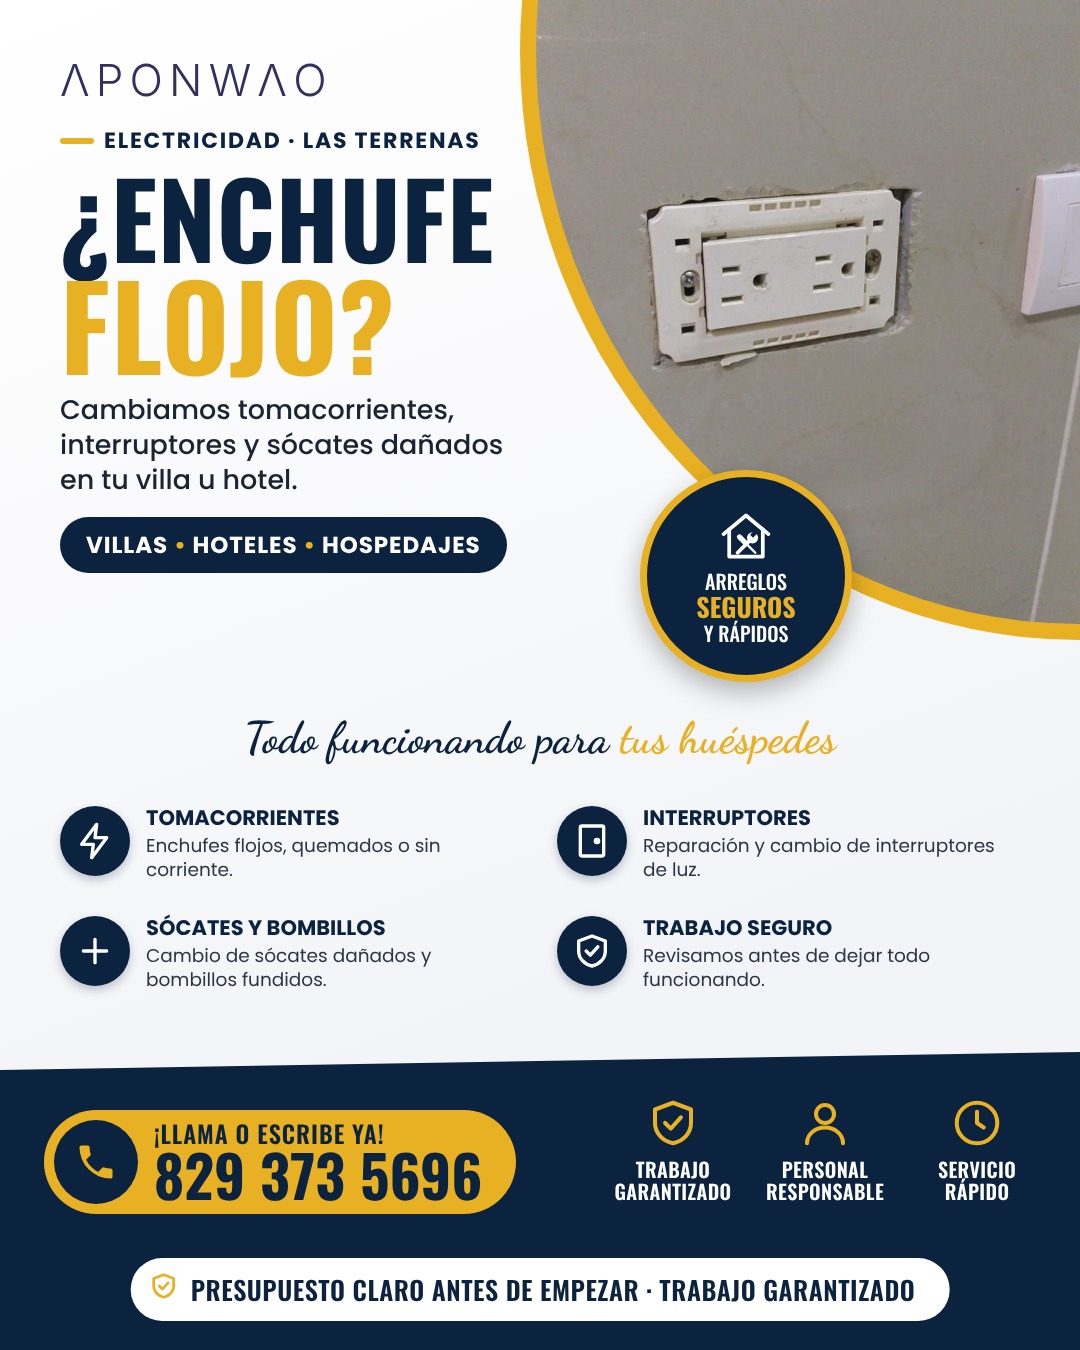 APONWAO
ELECTRICIDAD · LAS TERRENAS
¿ENCHUFE
FLOJO?
Cambiamos tomacorrientes,
interruptores y sócates dañados
en tu villa u hotel.
VILLAS • HOTELES • HOSPEDAJES
ARREGLOS
SEGUROS
Y RÁPIDOS
Todo funcionando para tus huéspedes
TOMACORRIENTES
Enchufes flojos, quemados o sin
corriente.
INTERRUPTORES
Reparación y cambio de interruptores
de luz.
SÓCATES Y BOMBILLOS
Cambio de sócates dañados y
bombillos fundidos.
TRABAJO SEGURO
Revisamos antes de dejar todo
funcionando.
¡LLAMA O ESCRIBE YA!
829 373 5696
TRABAJO
GARANTIZADO
PERSONAL
RESPONSABLE
SERVICIO
RÁPIDO
PRESUPUESTO CLARO ANTES DE EMPEZAR · TRABAJO GARANTIZADO